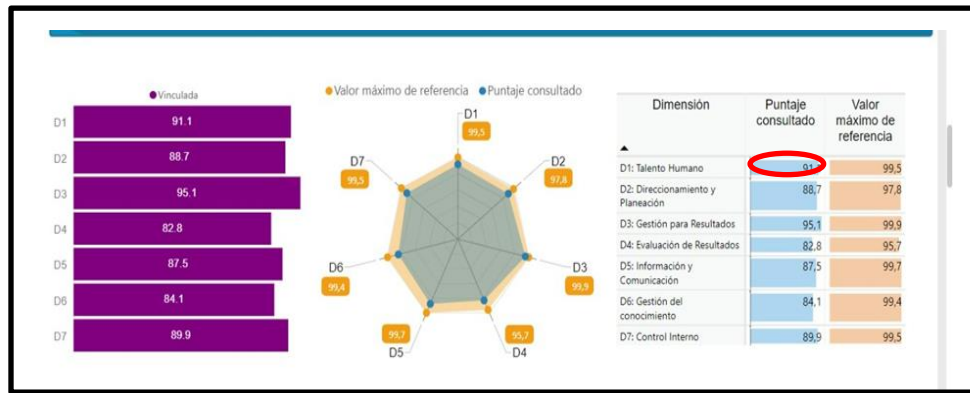 Vinculada
D1 91.1
D2 88.7
D3 95.1
D4 82.8
D5 87.5
D6 84.1
D7 89.9
Valor máximo de referencia Puntaje consultado
D1
99,5
D7
99,5
D2
97,8
D6
99,4
D3
99,9
99,7
D5
95,7
D4
Dimensión Puntaje Valor
consultado máximo de
referencia
D1: Talento Humano 99,5
D2: Direccionamiento y 88,7 97,8
Planeación
D3: Gestión para Resultados 95,1 99,9
D4: Evaluación de Resultados 82,8 95,7
D5: Información y 87,5 99,7
Comunicación
D6: Gestión del 84,1 99,4
conocimiento
D7: Control Interno 89,9 99,5